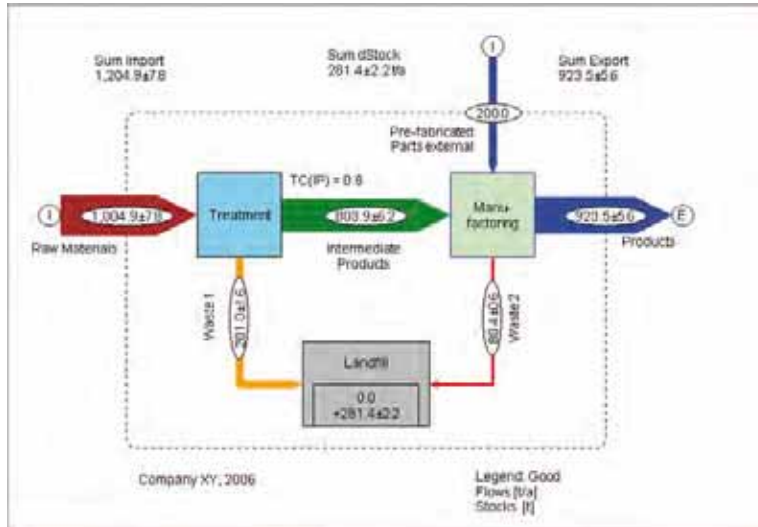 Sum Import
1,204.9±7.8
Sum dStock
281.4±2.2 t/a
I
Sum Export
923.5±5.6
200.0
Pre-fabricated
Parts external
TC(IP) = 0.8
I
1,004.9±7.8
Raw Materials
Treatment
803.9±6.2
Intermediate
Products
Manu-
factoring
923.5±5.6
E
Products
Waste 1
201.0±1.6
80.4±0.6
Waste 2
Landfill
0.0
+281.4±2.2
Company XY, 2006
Legend: Good
Flows [t/a]
Stocks [t]